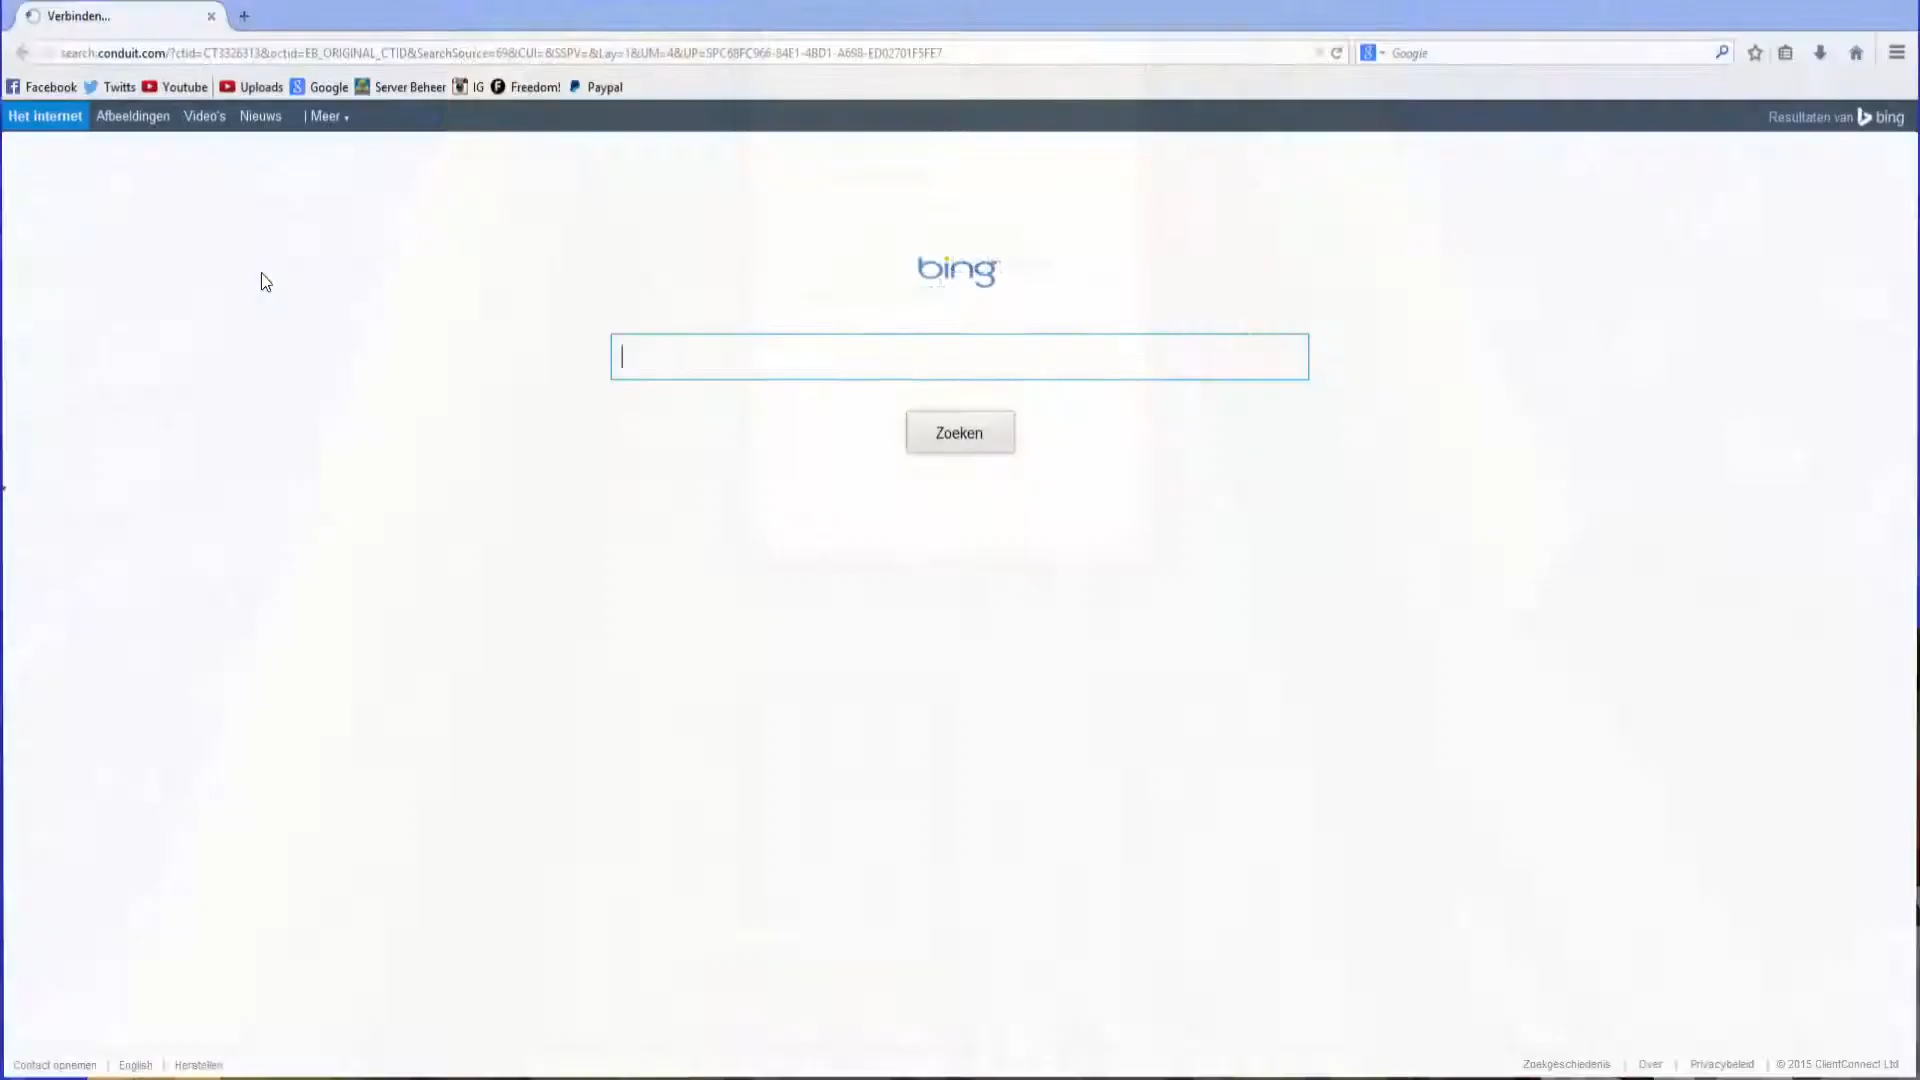 Verbinden...
search.conduit.com/?ctid=CT3326313&octid=EB_ORIGINAL_CTID&SearchSource=69&CUI=&SSPV=&Lay=1&UM=4&UP=SPC68FC966-84E1-4BD1-A698-ED02701F5FE7 Google
Facebook Twitts Youtube Uploads Google Server Beheer IG Freedom! Paypal
Het Internet Afbeeldingen Video's Nieuws | Meer Resultaten van bing
bing
Zoeken
Contact opnemen | English | Herstellen Zoekgeschiedenis | Over | Privacybeleid | © 2015 ClientConnect Ltd